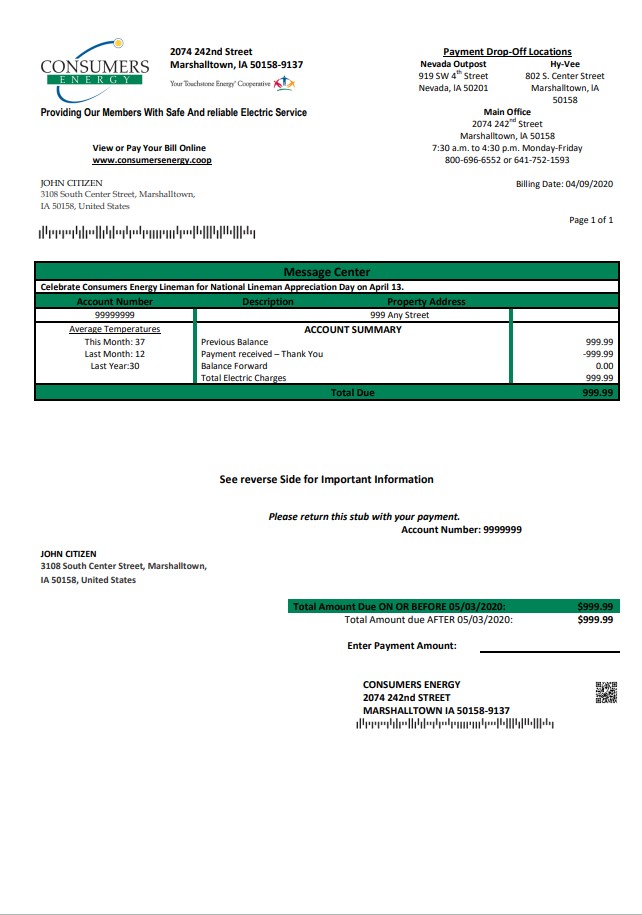 CONSUMERS
ENERGY
2074 242nd Street
Marshalltown, IA 50158-9137
Your Touchstone Energy® Cooperative
Providing Our Members With Safe And reliable Electric Service
View or Pay Your Bill Online
www.consumersenergy.coop
Payment Drop-Off Locations
Nevada Outpost
919 SW 4th Street
Nevada, IA 50201
Hy-Vee
802 S. Center Street
Marshalltown, IA
50158
Main Office
2074 242nd Street
Marshalltown, IA 50158
7:30 a.m. to 4:30 p.m. Monday-Friday
800-696-6552 or 641-752-1593
JOHN CITIZEN
3108 South Center Street, Marshalltown,
IA 50158, United States
Billing Date: 04/09/2020
Page 1 of 1
Message Center
Celebrate Consumers Energy Lineman for National Lineman Appreciation Day on April 13.
Account Number Description Property Address
99999999 999 Any Street
Average Temperatures ACCOUNT SUMMARY
This Month: 37 Previous Balance 999.99
Last Month: 12 Payment received – Thank You -999.99
Last Year:30 Balance Forward 0.00
Total Electric Charges 999.99
Total Due 999.99
See reverse Side for Important Information
Please return this stub with your payment.
Account Number: 9999999
JOHN CITIZEN
3108 South Center Street, Marshalltown,
IA 50158, United States
Total Amount Due ON OR BEFORE 05/03/2020: $999.99
Total Amount due AFTER 05/03/2020: $999.99
Enter Payment Amount:
CONSUMERS ENERGY
2074 242nd STREET
MARSHALLTOWN IA 50158-9137